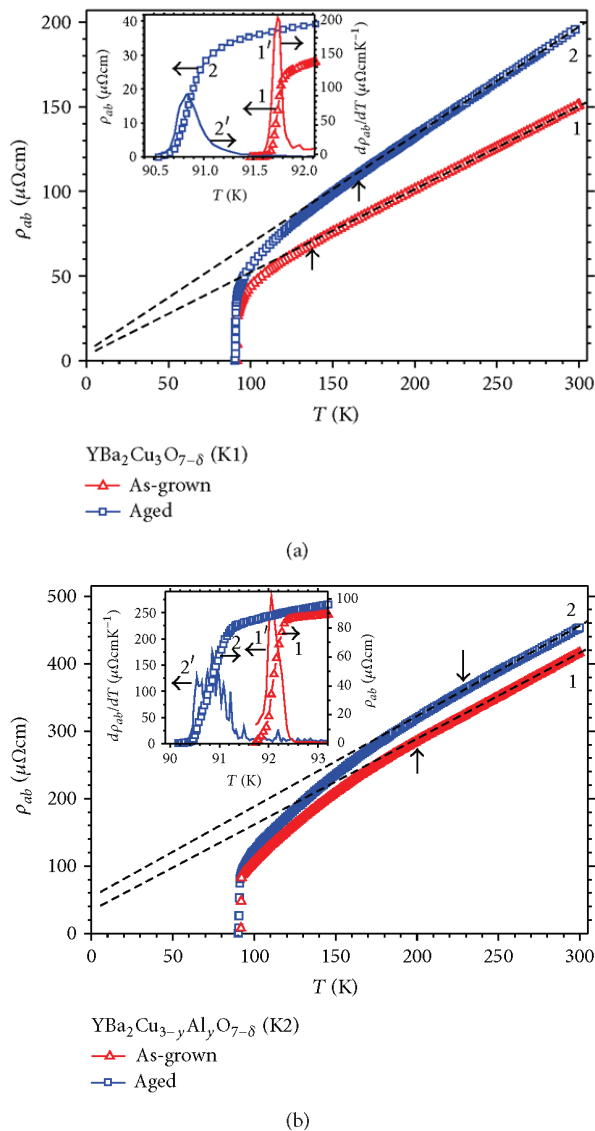 200
150
100
50
0
ρab (μΩcm)
0 50 100 150 200 250 300
T (K)
2
1
40
30
20
10
0
ρab (μΩcm)
200
150
100
50
0
dρab/dT (μΩcmK−1)
90.5 91.0 91.5 92.0
T (K)
2
1′
1
2′
YBa2Cu3O7−δ (K1)
As-grown
Aged
(a)
500
400
300
200
100
0
ρab (μΩcm)
0 50 100 150 200 250 300
T (K)
2
1
250
200
150
100
50
0
dρab/dT (μΩcmK−1)
100
80
60
40
20
0
ρab (μΩcm)
90 91 92 93
T (K)
2′
2
1′
1
YBa2Cu3−yAlyO7−δ (K2)
As-grown
Aged
(b)